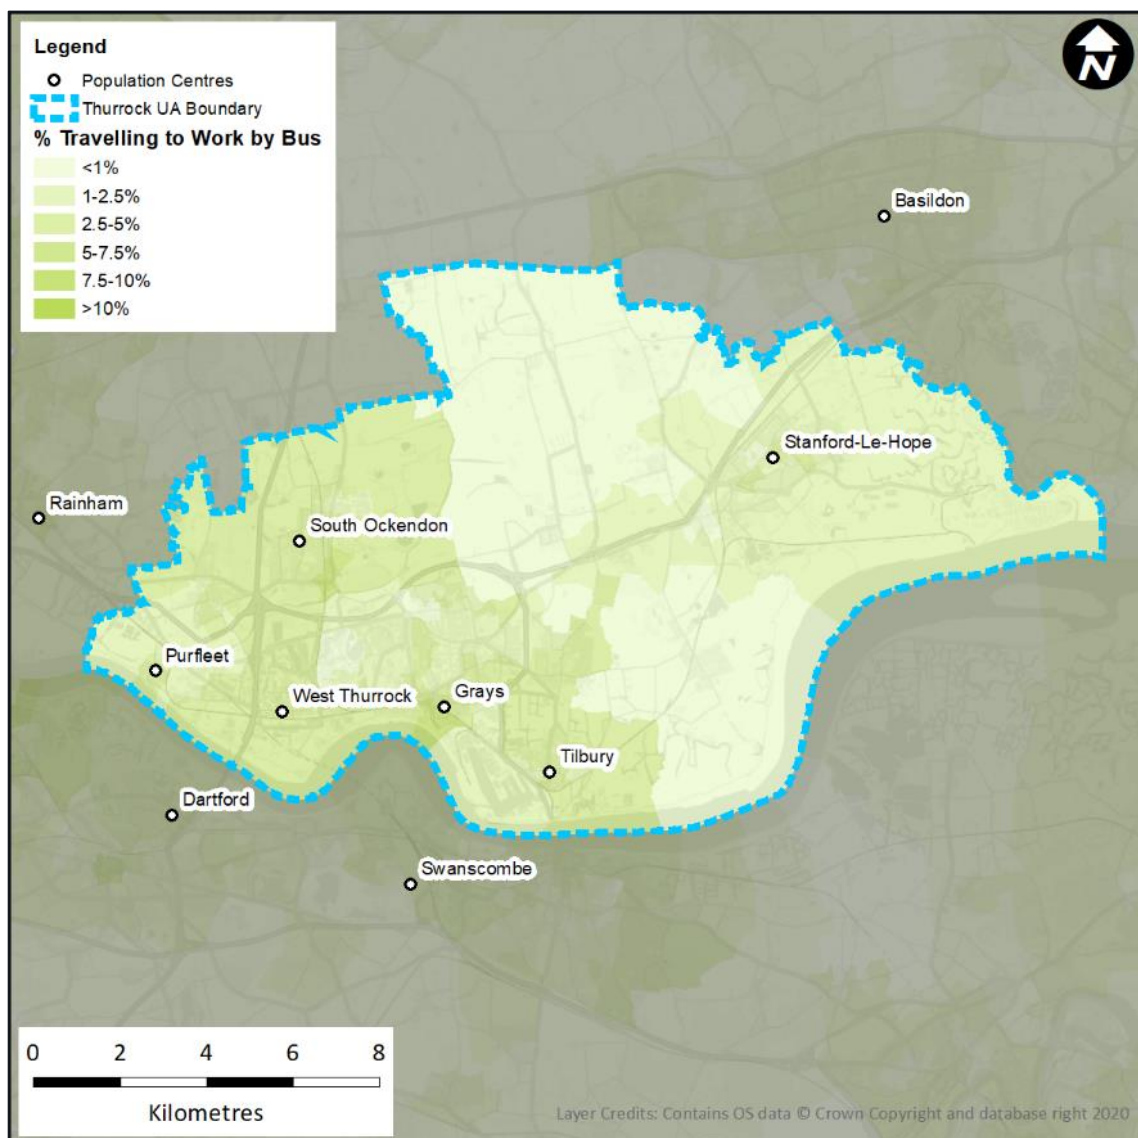 Legend
Population Centres
Thurrock UA Boundary
% Travelling to Work by Bus
<1%
1-2.5%
2.5-5%
5-7.5%
7.5-10%
>10%
N
Basildon
Stanford-Le-Hope
Rainham
South Ockendon
Purfleet
West Thurrock
Grays
Tilbury
Dartford
Swanscombe
0 2 4 6 8
Kilometres
Layer Credits: Contains OS data © Crown Copyright and database right 2020